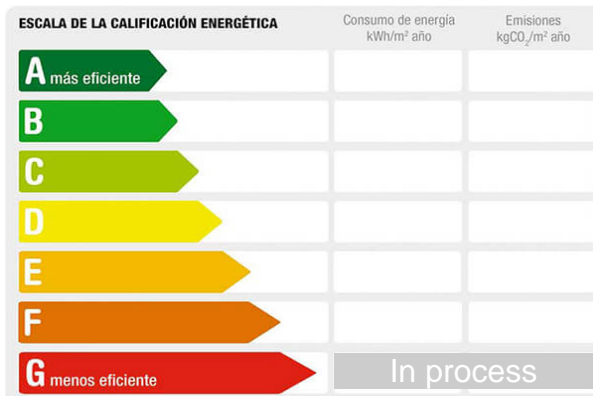 ESCALA DE LA CALIFICACIÓN ENERGÉTICA
Consumo de energía
kWh/m² año
Emisiones
kgCO₂/m² año
A más eficiente
B
C
D
E
F
G menos eficiente
In process